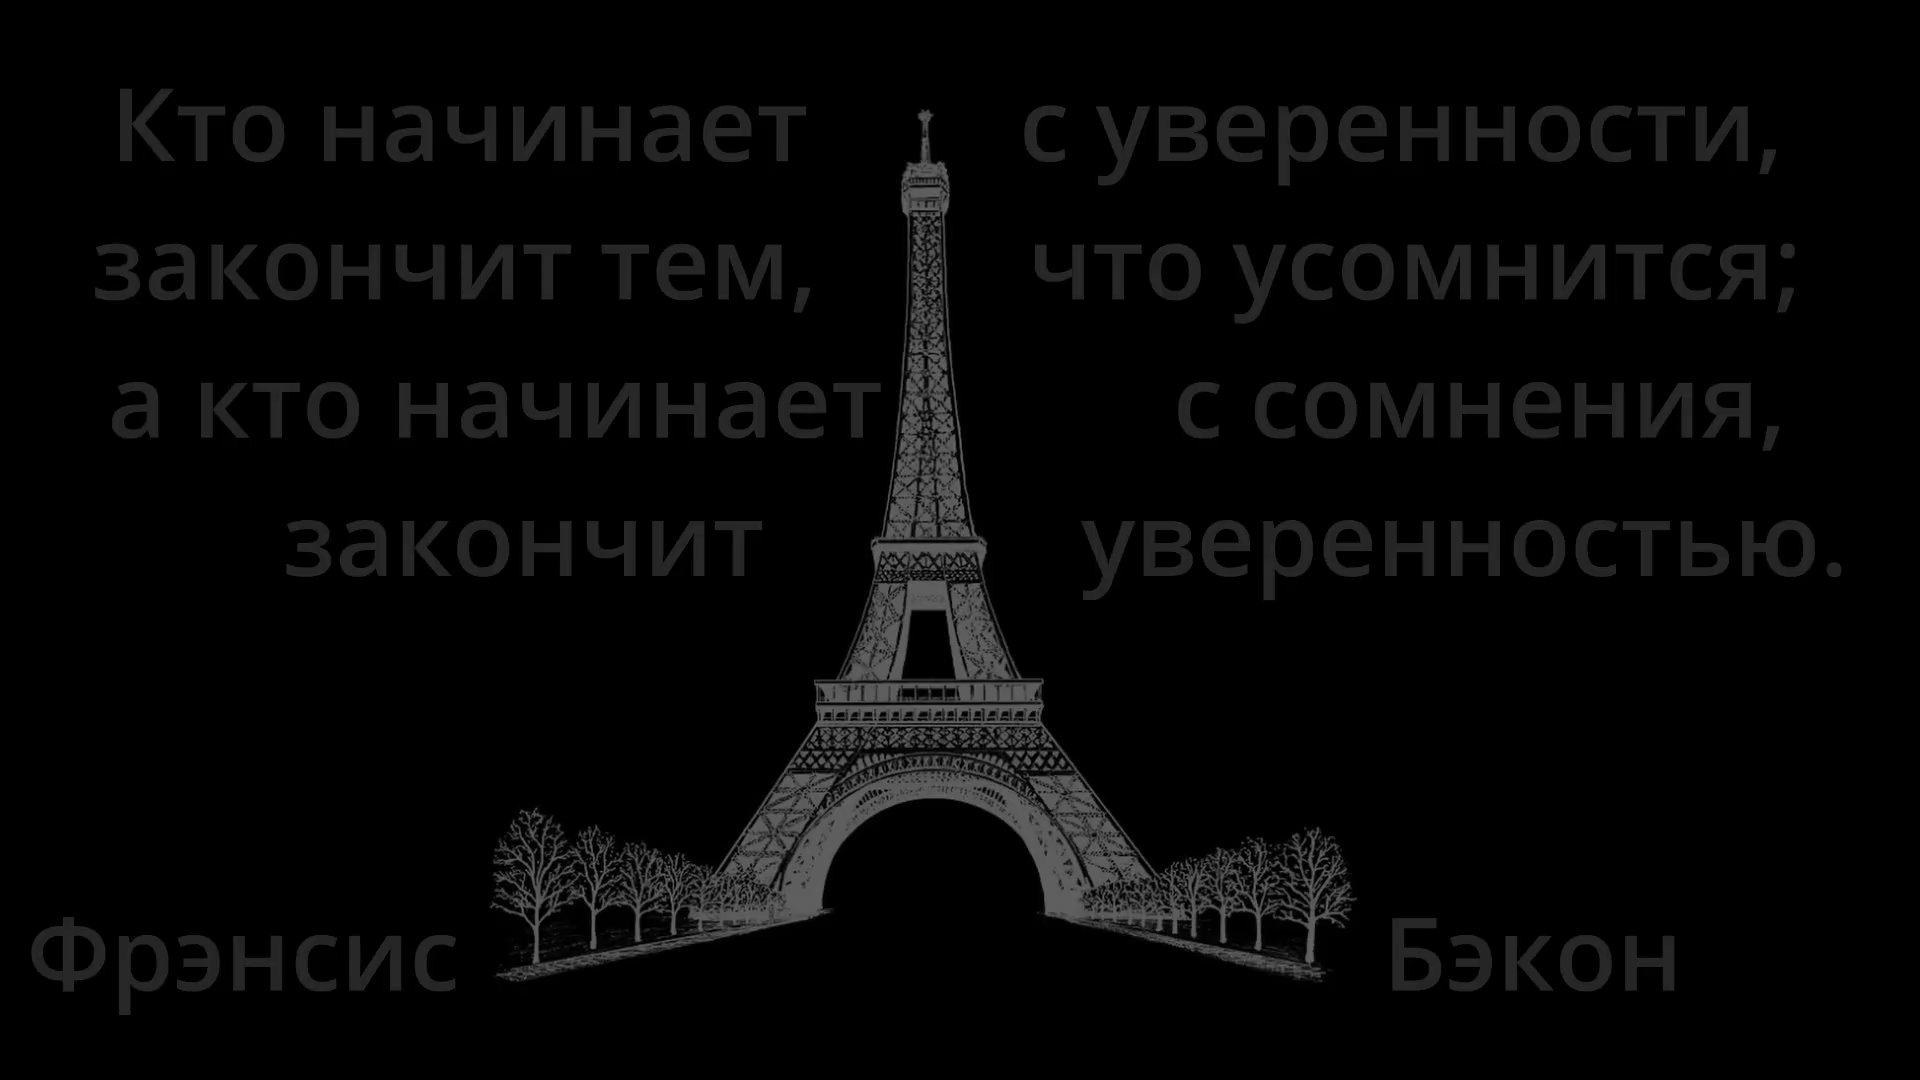 Кто начинает с уверенности,
закончит тем, что усомнится;
а кто начинает с сомнения,
закончит уверенностью.
Фрэнсис Бэкон